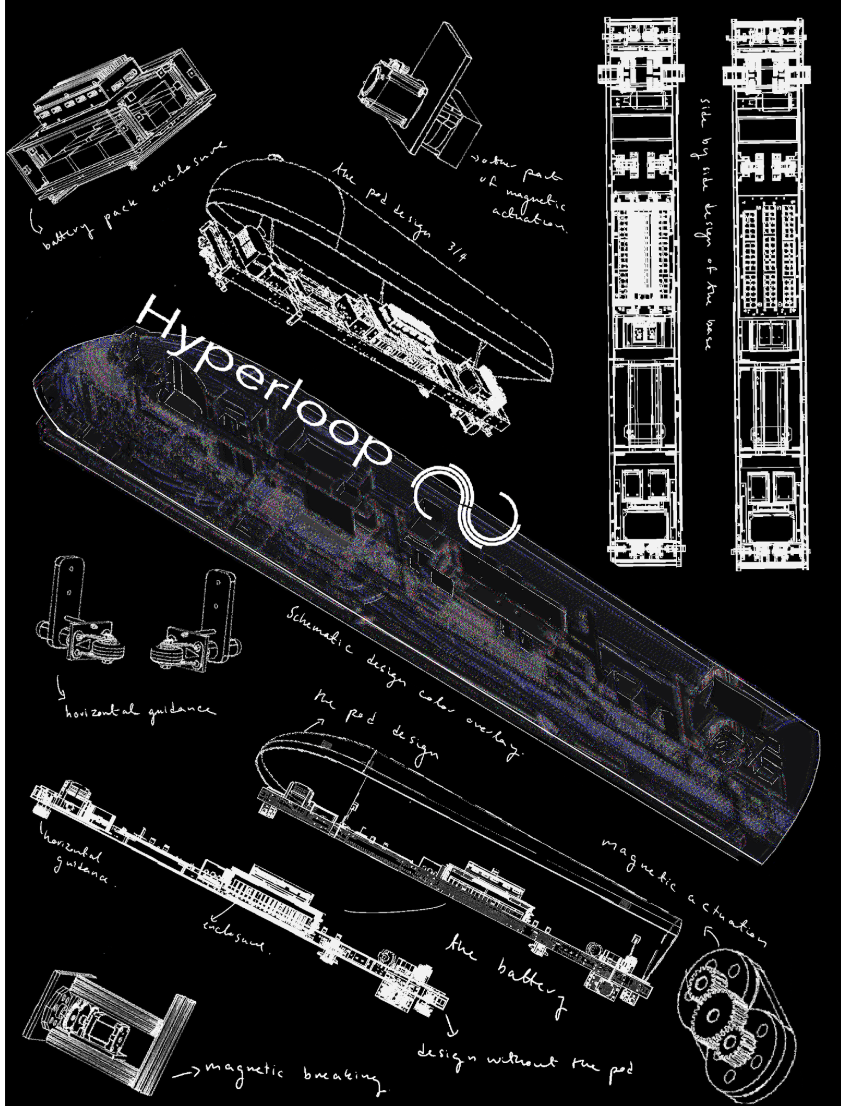 battery pack enclosure
other part
of magnetic
actuation.
the pod design 3/4
side by side design of the base
Hyperloop
Schematic design color overlay.
horizontal guidance
the pod design
magnetic actuation
horizontal
guidance.
enclosure.
the battery
design without the pod
magnetic breaking